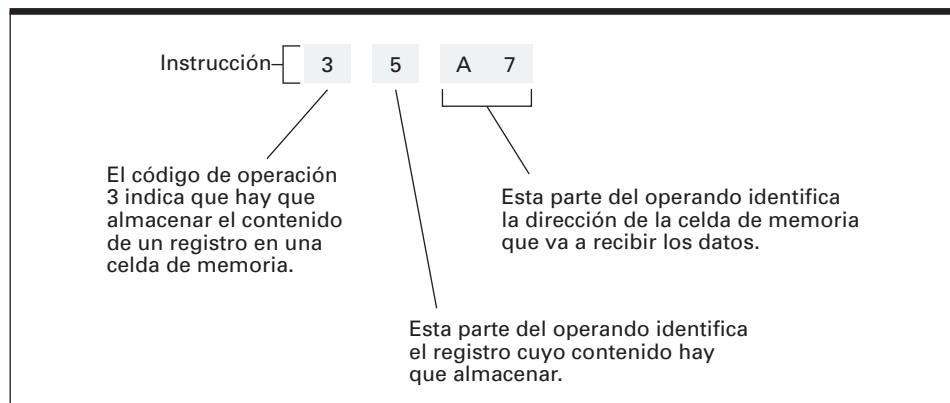 Instrucción
3 5 A 7
El código de operación
3 indica que hay que
almacenar el contenido
de un registro en una
celda de memoria.
Esta parte del operando identifica
la dirección de la celda de memoria
que va a recibir los datos.
Esta parte del operando identifica
el registro cuyo contenido hay
que almacenar.